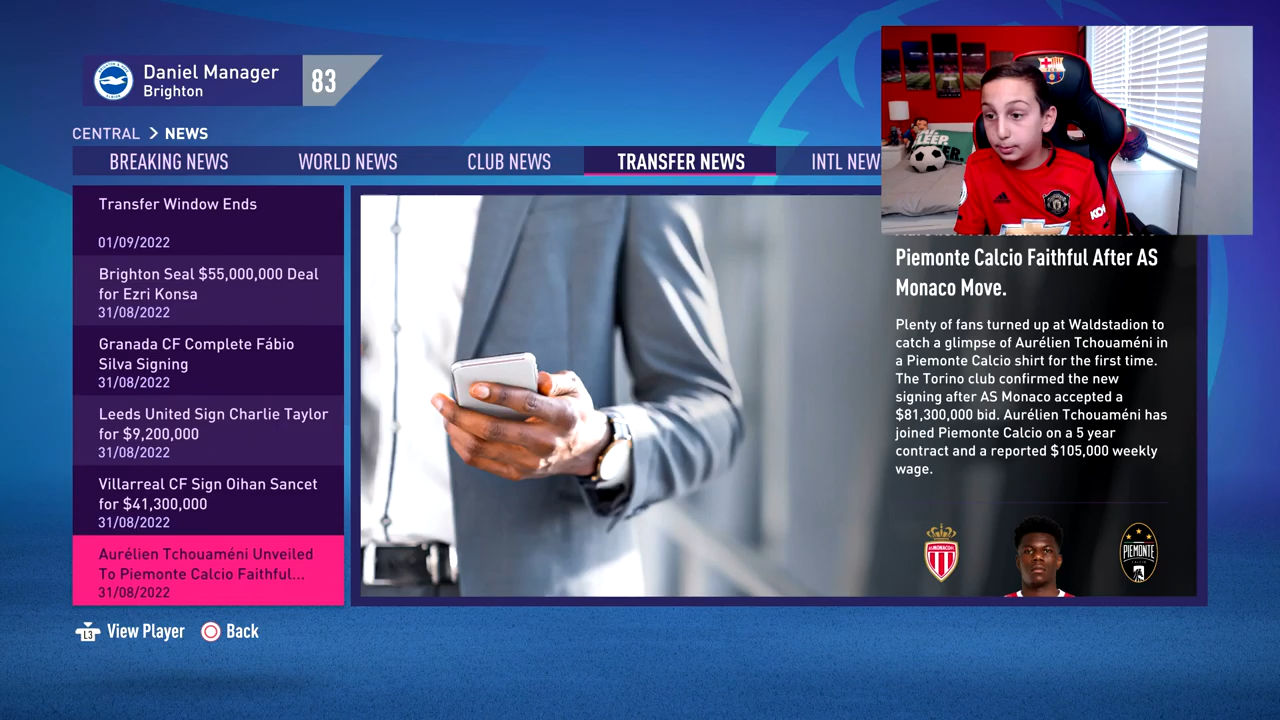 Daniel Manager
Brighton
83
CENTRAL > NEWS
BREAKING NEWS
WORLD NEWS
CLUB NEWS
TRANSFER NEWS
INTL NEW
Transfer Window Ends
01/09/2022
Brighton Seal $55,000,000 Deal
for Ezri Konsa
31/08/2022
Granada CF Complete Fábio
Silva Signing
31/08/2022
Leeds United Sign Charlie Taylor
for $9,200,000
31/08/2022
Villarreal CF Sign Oihan Sancet
for $41,300,000
31/08/2022
Aurélien Tchouaméni Unveiled
To Piemonte Calcio Faithful...
31/08/2022
Piemonte Calcio Faithful After AS
Monaco Move.
Plenty of fans turned up at Waldstadion to
catch a glimpse of Aurélien Tchouaméni in
a Piemonte Calcio shirt for the first time.
The Torino club confirmed the new
signing after AS Monaco accepted a
$81,300,000 bid. Aurélien Tchouaméni has
joined Piemonte Calcio on a 5 year
contract and a reported $105,000 weekly
wage.
PIEMONTE
L3 View Player
Back